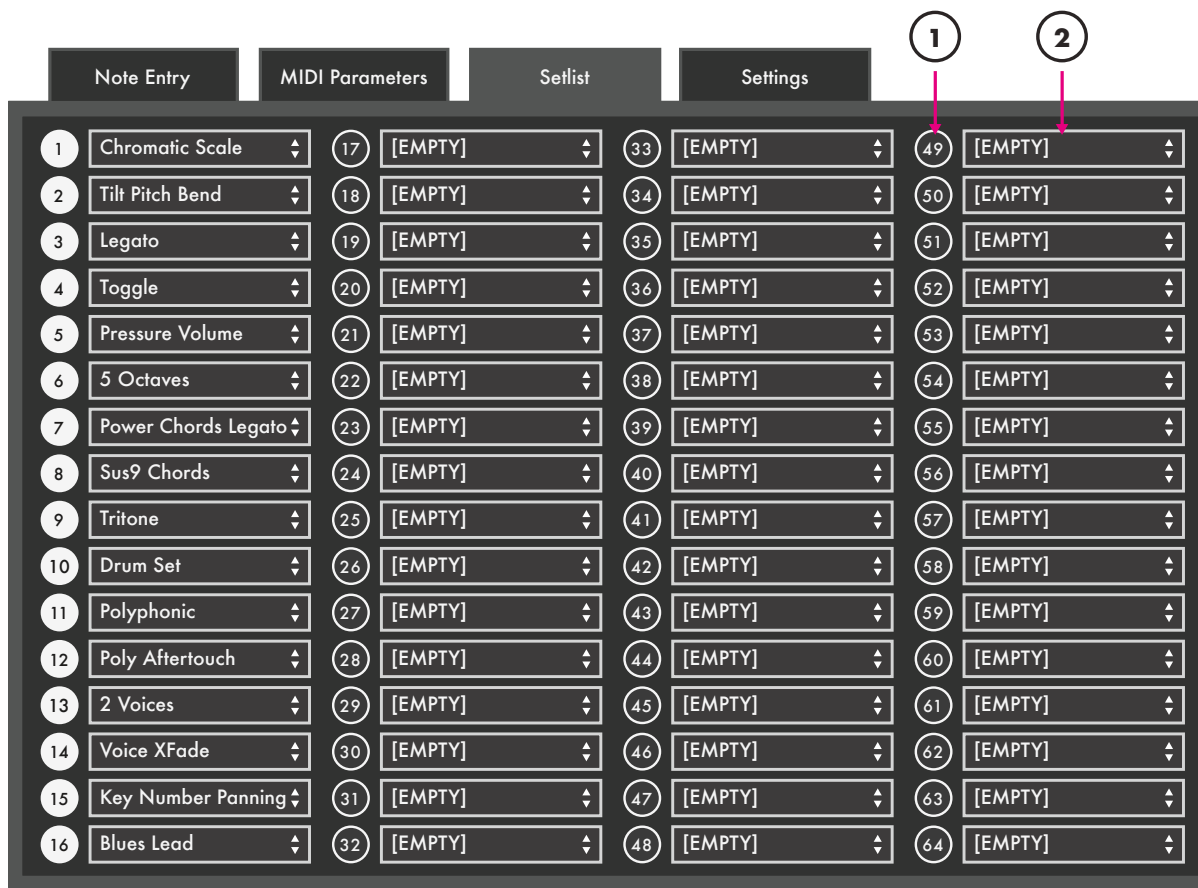 1 2
Note Entry MIDI Parameters Setlist Settings
1 Chromatic Scale 17 [EMPTY] 33 [EMPTY] 49 [EMPTY]
2 Tilt Pitch Bend 18 [EMPTY] 34 [EMPTY] 50 [EMPTY]
3 Legato 19 [EMPTY] 35 [EMPTY] 51 [EMPTY]
4 Toggle 20 [EMPTY] 36 [EMPTY] 52 [EMPTY]
5 Pressure Volume 21 [EMPTY] 37 [EMPTY] 53 [EMPTY]
6 5 Octaves 22 [EMPTY] 38 [EMPTY] 54 [EMPTY]
7 Power Chords Legato 23 [EMPTY] 39 [EMPTY] 55 [EMPTY]
8 Sus9 Chords 24 [EMPTY] 40 [EMPTY] 56 [EMPTY]
9 Tritone 25 [EMPTY] 41 [EMPTY] 57 [EMPTY]
10 Drum Set 26 [EMPTY] 42 [EMPTY] 58 [EMPTY]
11 Polyphonic 27 [EMPTY] 43 [EMPTY] 59 [EMPTY]
12 Poly Aftertouch 28 [EMPTY] 44 [EMPTY] 60 [EMPTY]
13 2 Voices 29 [EMPTY] 45 [EMPTY] 61 [EMPTY]
14 Voice XFade 30 [EMPTY] 46 [EMPTY] 62 [EMPTY]
15 Key Number Panning 31 [EMPTY] 47 [EMPTY] 63 [EMPTY]
16 Blues Lead 32 [EMPTY] 48 [EMPTY] 64 [EMPTY]